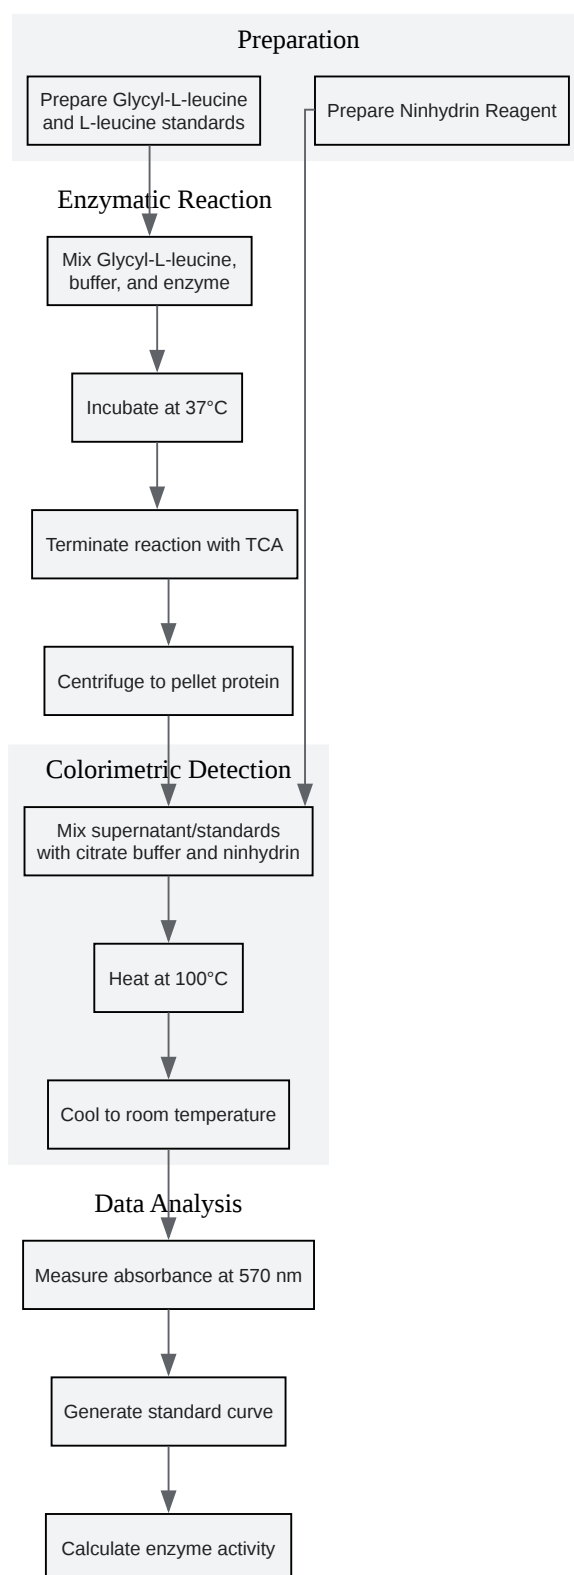 Preparation
Prepare Glycyl-L-leucine
and L-leucine standards
Prepare Ninhydrin Reagent
Enzymatic Reaction
Mix Glycyl-L-leucine,
buffer, and enzyme
Incubate at 37°C
Terminate reaction with TCA
Centrifuge to pellet protein
Colorimetric Detection
Mix supernatant/standards
with citrate buffer and ninhydrin
Heat at 100°C
Cool to room temperature
Data Analysis
Measure absorbance at 570 nm
Generate standard curve
Calculate enzyme activity